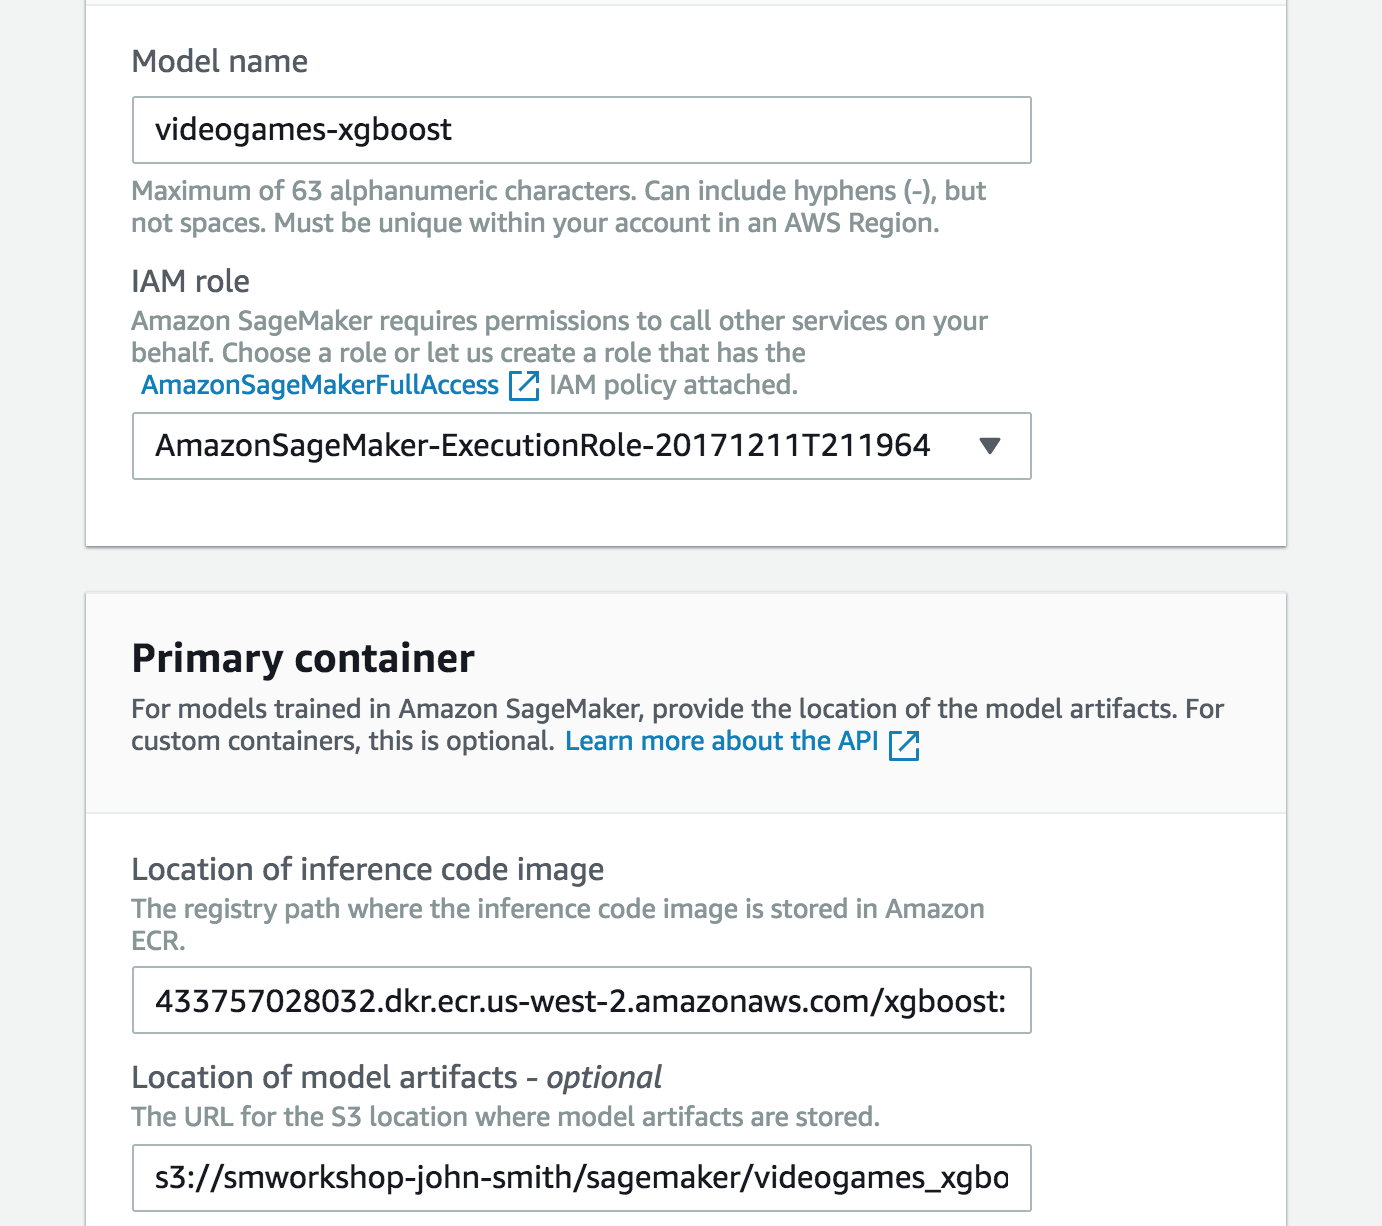 Model name
videogames-xgboost
Maximum of 63 alphanumeric characters. Can include hyphens (-), but
not spaces. Must be unique within your account in an AWS Region.
IAM role
Amazon SageMaker requires permissions to call other services on your
behalf. Choose a role or let us create a role that has the
AmazonSageMakerFullAccess IAM policy attached.
AmazonSageMaker-ExecutionRole-20171211T211964
Primary container
For models trained in Amazon SageMaker, provide the location of the model artifacts. For
custom containers, this is optional. Learn more about the API
Location of inference code image
The registry path where the inference code image is stored in Amazon
ECR.
433757028032.dkr.ecr.us-west-2.amazonaws.com/xgboost:
Location of model artifacts - optional
The URL for the S3 location where model artifacts are stored.
s3://smworkshop-john-smith/sagemaker/videogames_xgbo